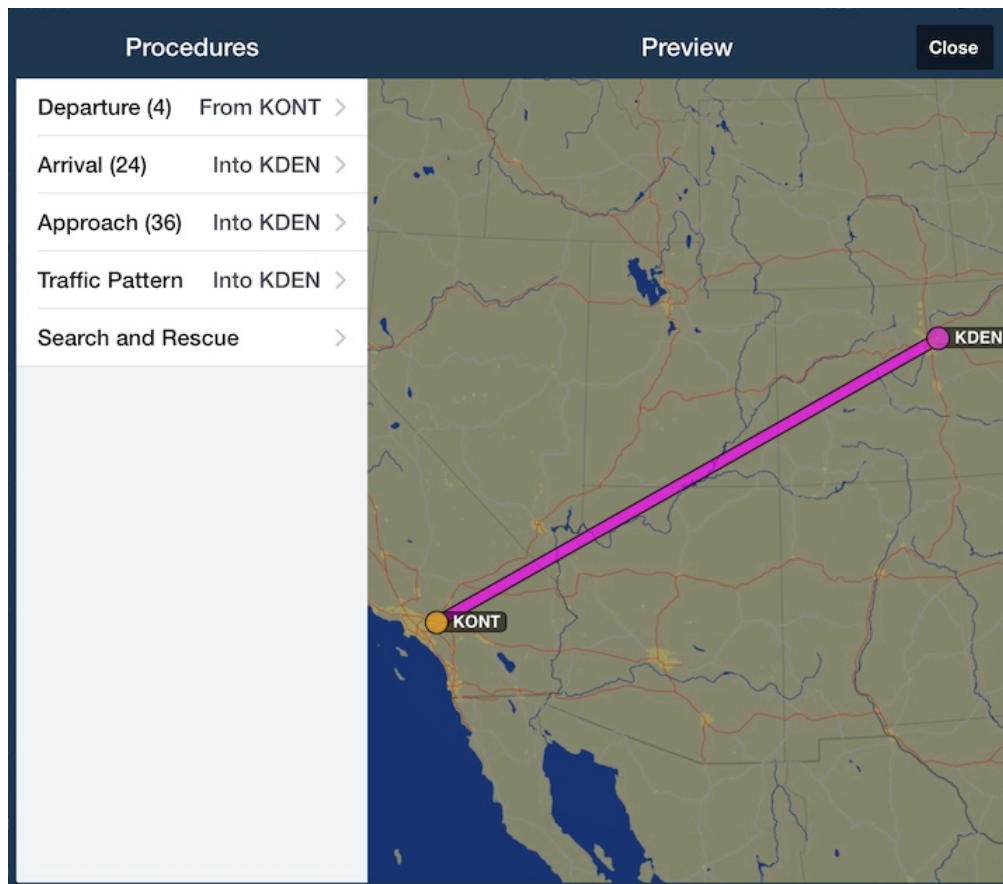 Procedures
Preview
Close
Departure (4) From KONT
Arrival (24) Into KDEN
Approach (36) Into KDEN
Traffic Pattern Into KDEN
Search and Rescue
KDEN
KONT